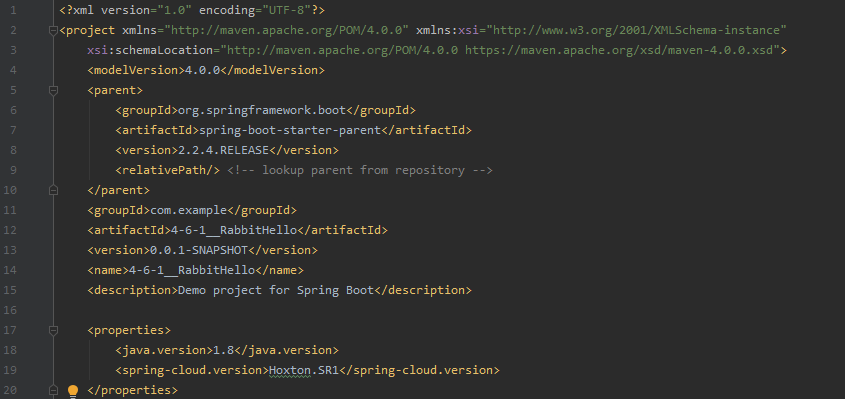 1 <?xml version="1.0" encoding="UTF-8"?>
2 <project xmlns="http://maven.apache.org/POM/4.0.0" xmlns:xsi="http://www.w3.org/2001/XMLSchema-instance"
3 xsi:schemaLocation="http://maven.apache.org/POM/4.0.0 https://maven.apache.org/xsd/maven-4.0.0.xsd">
4 <modelVersion>4.0.0</modelVersion>
5 <parent>
6 <groupId>org.springframework.boot</groupId>
7 <artifactId>spring-boot-starter-parent</artifactId>
8 <version>2.2.4.RELEASE</version>
9 <relativePath/> <!-- lookup parent from repository -->
10 </parent>
11 <groupId>com.example</groupId>
12 <artifactId>4-6-1__RabbitHello</artifactId>
13 <version>0.0.1-SNAPSHOT</version>
14 <name>4-6-1__RabbitHello</name>
15 <description>Demo project for Spring Boot</description>
16
17 <properties>
18 <java.version>1.8</java.version>
19 <spring-cloud.version>Hoxton.SR1</spring-cloud.version>
20 </properties>